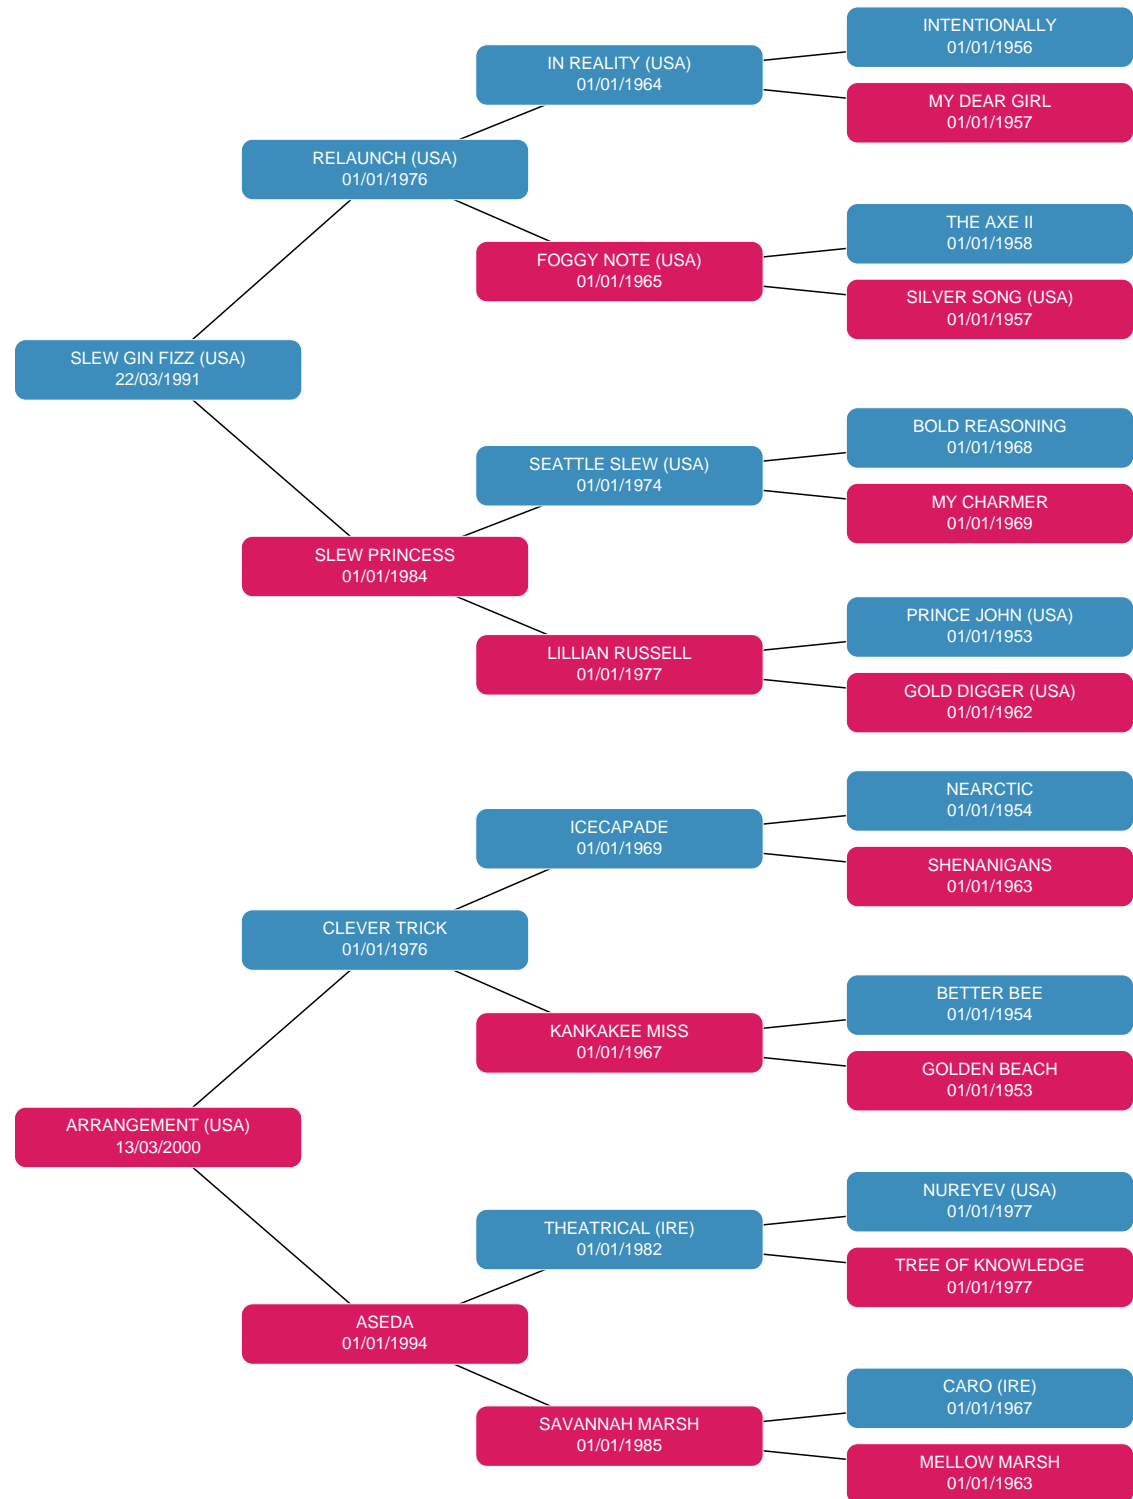 INTENTIONALLY
01/01/1956
IN REALITY (USA)
01/01/1964
MY DEAR GIRL
01/01/1957
RELAUNCH (USA)
01/01/1976
THE AXE II
01/01/1958
FOGGY NOTE (USA)
01/01/1965
SILVER SONG (USA)
01/01/1957
SLEW GIN FIZZ (USA)
22/03/1991
BOLD REASONING
01/01/1968
SEATTLE SLEW (USA)
01/01/1974
MY CHARMER
01/01/1969
SLEW PRINCESS
01/01/1984
PRINCE JOHN (USA)
01/01/1953
LILLIAN RUSSELL
01/01/1977
GOLD DIGGER (USA)
01/01/1962
NEARCTIC
01/01/1954
ICECAPADE
01/01/1969
SHENANIGANS
01/01/1963
CLEVER TRICK
01/01/1976
BETTER BEE
01/01/1954
KANKAKEE MISS
01/01/1967
GOLDEN BEACH
01/01/1953
ARRANGEMENT (USA)
13/03/2000
NUREYEV (USA)
01/01/1977
THEATRICAL (IRE)
01/01/1982
TREE OF KNOWLEDGE
01/01/1977
ASEDA
01/01/1994
CARO (IRE)
01/01/1967
SAVANNAH MARSH
01/01/1985
MELLOW MARSH
01/01/1963